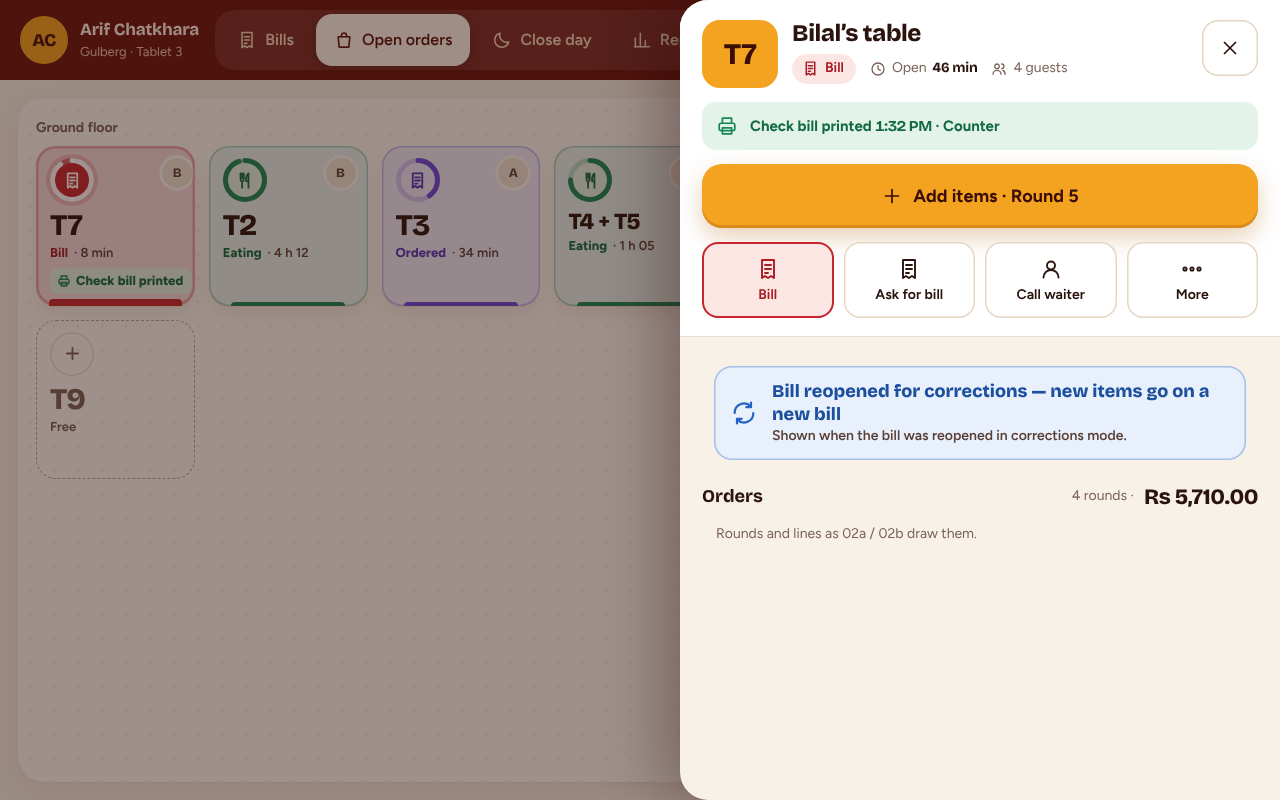 AC
Arif Chatkhara
Gulberg · Tablet 3
Bills
Open orders
Close day
Ground floor
B
T7
Bill · 8 min
Check bill printed
B
T2
Eating · 4 h 12
A
T3
Ordered · 34 min
T4 + T5
Eating · 1 h 05
T9
Free
T7
Bilal's table
Bill
Open 46 min
4 guests
Check bill printed 1:32 PM · Counter
Add items · Round 5
Bill
Ask for bill
Call waiter
More
Bill reopened for corrections — new items go on a
new bill
Shown when the bill was reopened in corrections mode.
Orders
4 rounds · Rs 5,710.00
Rounds and lines as 02a / 02b draw them.